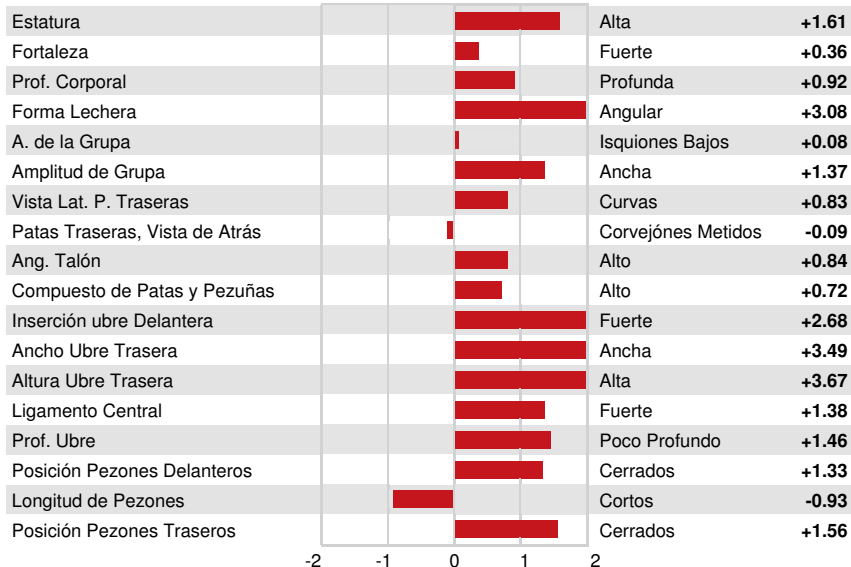 Estatura Alta +1.61
Fortaleza Fuerte +0.36
Prof. Corporal Profunda +0.92
Forma Lechera Angular +3.08
A. de la Grupa Isquiones Bajos +0.08
Amplitud de Grupa Ancha +1.37
Vista Lat. P. Traseras Curvas +0.83
Patas Traseras, Vista de Atrás Corvejónes Metidos -0.09
Ang. Talón Alto +0.84
Compuesto de Patas y Pezuñas Alto +0.72
Inserción ubre Delantera Fuerte +2.68
Ancho Ubre Trasera Ancha +3.49
Altura Ubre Trasera Alta +3.67
Ligamento Central Fuerte +1.38
Prof. Ubre Poco Profundo +1.46
Posición Pezones Delanteros Cerrados +1.33
Longitud de Pezones Cortos -0.93
Posición Pezones Traseros Cerrados +1.56
-2 -1 0 1 2